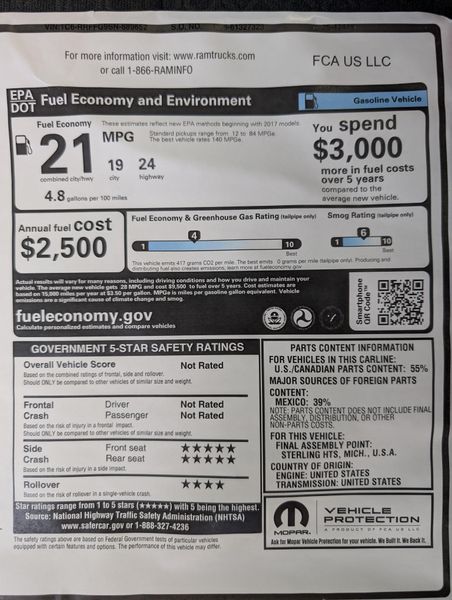 For more information visit: www.ramtrucks.com
or call 1-866-RAMINFO
FCA US LLC
EPA
DOT
Fuel Economy and Environment
Gasoline Vehicle
Fuel Economy
These estimates reflect new EPA methods beginning with 2017 models.
21
MPG
Standard pickups range from 12 to 84 MPGe.
The best vehicle rates 140 MPGe.
19
24
combined city/hwy
city
highway
4.8 gallons per 100 miles
You spend
$3,000
more in fuel costs
over 5 years
compared to the
average new vehicle.
Annual fuel cost
$2,500
Fuel Economy & Greenhouse Gas Rating (tailpipe only)
4
1
10
Best
This vehicle emits 417 grams CO2 per mile. The best emits 0 grams per mile (tailpipe only). Producing and
distributing fuel also creates emissions; learn more at fueleconomy.gov
Smog Rating (tailpipe only)
6
1
10
Best
Actual results will vary for many reasons, including driving conditions and how you drive and maintain your
vehicle. The average new vehicle gets 28 MPG and cost $9,500 to fuel over 5 years. Cost estimates are
based on 15,000 miles per year at $3.50 per gallon. MPGe is miles per gasoline gallon equivalent. Vehicle
emissions are a significant cause of climate change and smog.
fueleconomy.gov
Calculate personalized estimates and compare vehicles
Smartphone
QR Code™
GOVERNMENT 5-STAR SAFETY RATINGS
Overall Vehicle Score Not Rated
Based on the combined ratings of frontal, side and rollover.
Should ONLY be compared to other vehicles of similar size and weight.
Frontal Driver Not Rated
Crash Passenger Not Rated
Based on the risk of injury in a frontal impact.
Should ONLY be compared to other vehicles of similar size and weight.
Side Front seat ★★★★★
Crash Rear seat ★★★★★
Based on the risk of injury in a side impact.
Rollover ★★★★
Based on the risk of rollover in a single-vehicle crash.
Star ratings range from 1 to 5 stars (★★★★★) with 5 being the highest.
Source: National Highway Traffic Safety Administration (NHTSA)
www.safercar.gov or 1-888-327-4236
The safety ratings above are based on Federal Government tests of particular vehicles
equipped with certain features and options. The performance of this vehicle may differ.
PARTS CONTENT INFORMATION
FOR VEHICLES IN THIS CARLINE:
U.S./CANADIAN PARTS CONTENT: 55%
MAJOR SOURCES OF FOREIGN PARTS
CONTENT:
MEXICO: 39%
NOTE: PARTS CONTENT DOES NOT INCLUDE FINAL
ASSEMBLY, DISTRIBUTION, OR OTHER
NON-PARTS COSTS.
FOR THIS VEHICLE:
FINAL ASSEMBLY POINT:
STERLING HTS, MICH., U.S.A.
COUNTRY OF ORIGIN:
ENGINE: UNITED STATES
TRANSMISSION: UNITED STATES
MOPAR.
VEHICLE
PROTECTION
A PRODUCT OF FCA US LLC
Ask for Mopar Vehicle Protection for your vehicle. We Built It. We Back It.